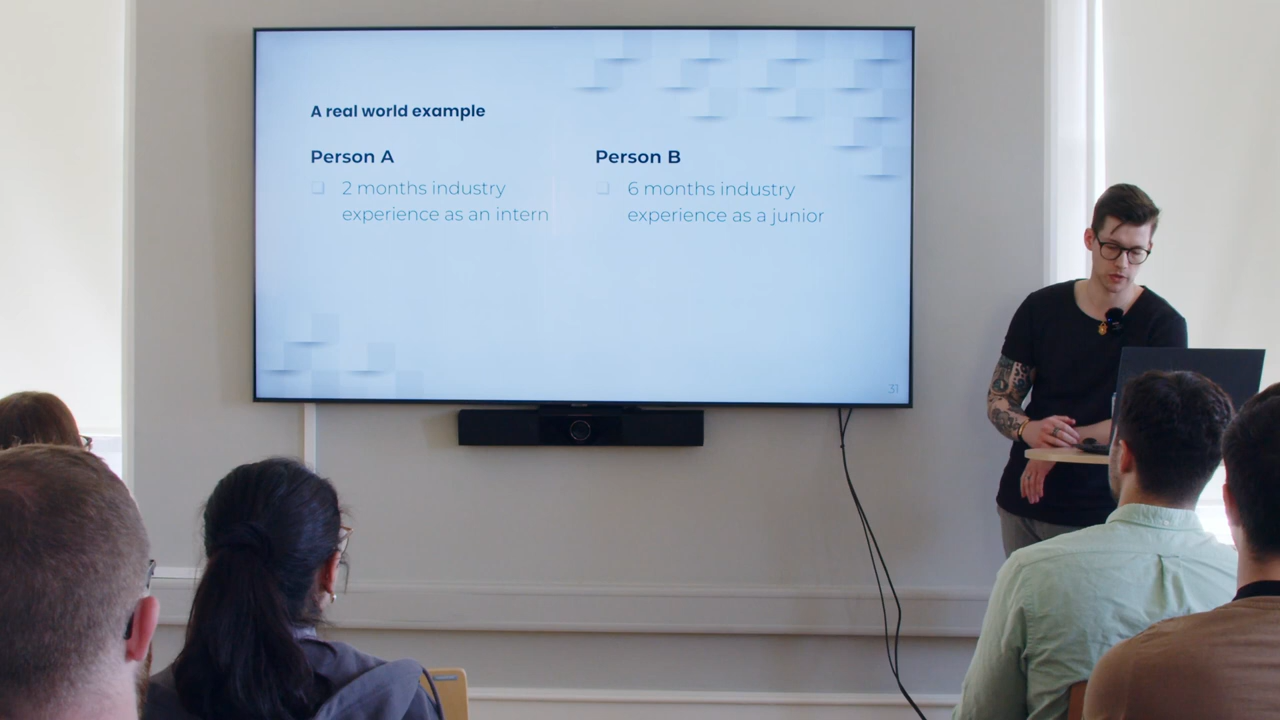 A real world example
Person A
2 months industry
experience as an intern
Person B
6 months industry
experience as a junior
31